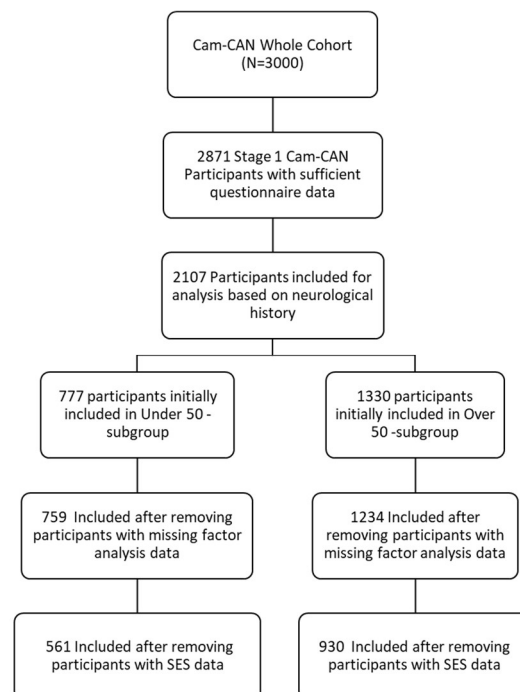 Cam-CAN Whole Cohort
(N=3000)
2871 Stage 1 Cam-CAN
Participants with sufficient
questionnaire data
2107 Participants included for
analysis based on neurological
history
777 participants initially
included in Under 50 -
subgroup
1330 participants
initially included in Over
50 -subgroup
759 Included after removing
participants with missing factor
analysis data
1234 Included after
removing participants with
missing factor analysis data
561 Included after removing
participants with SES data
930 Included after removing
participants with SES data